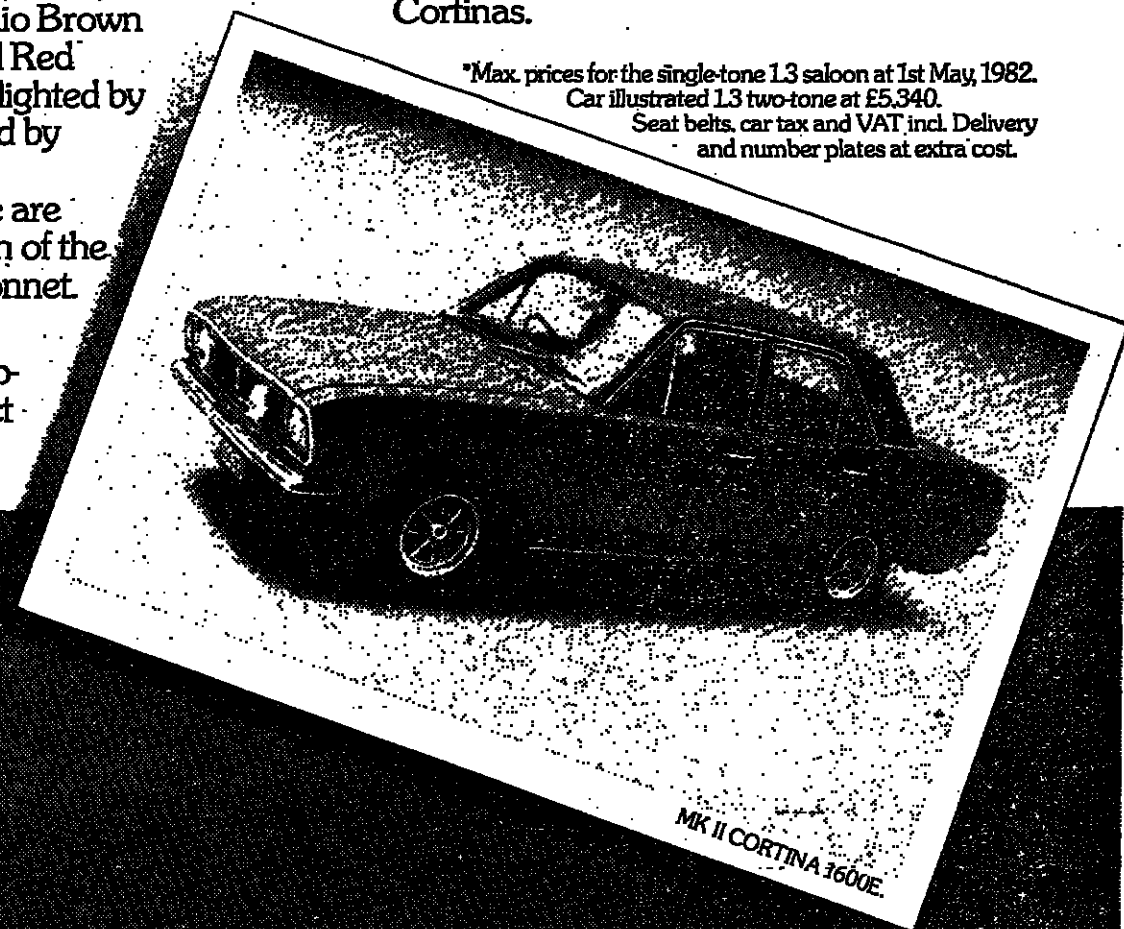 io Brown
Red
lighted by
d by
are
n of the
nnet.
Cortinas.
*Max. prices for the single-tone 1.3 saloon at 1st May, 1982.
Car illustrated 1.3 two-tone at £5,340.
Seat belts, car tax and VAT incl. Delivery
and number plates at extra cost.
MK II CORTINA 1600E.